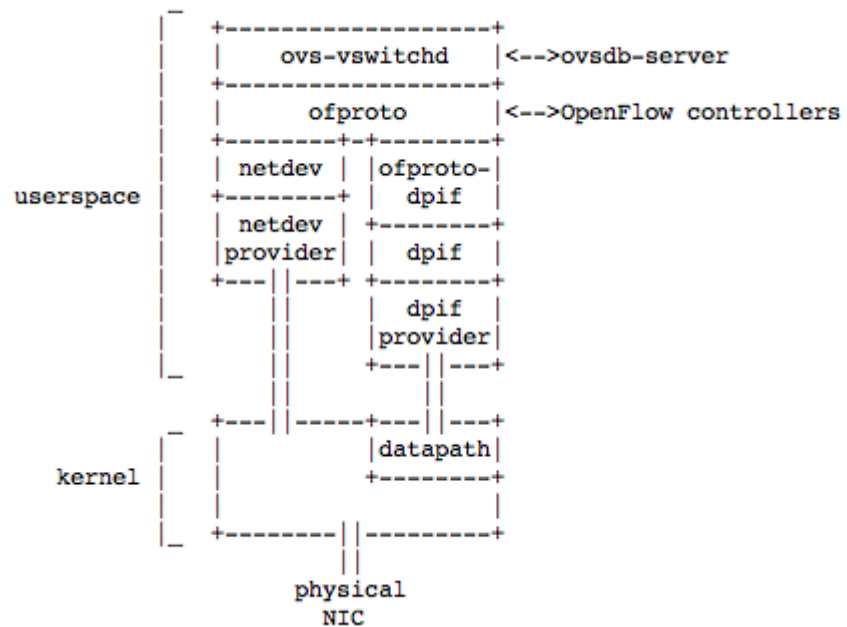 ovs-vswitchd <-->ovsdb-server
ofproto <-->OpenFlow controllers
netdev ofproto-
userspace dpif
netdev
provider dpif
dpif
provider
datapath
kernel
physical
NIC